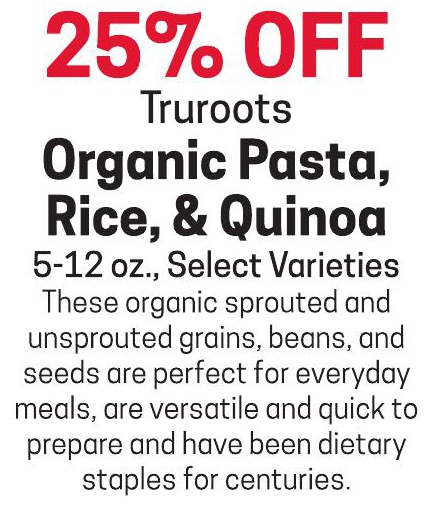 25% OFF
Truroots
Organic Pasta,
Rice, & Quinoa
5-12 oz., Select Varieties
These organic sprouted and
unsprouted grains, beans, and
seeds are perfect for everyday
meals, are versatile and quick to
prepare and have been dietary
staples for centuries.